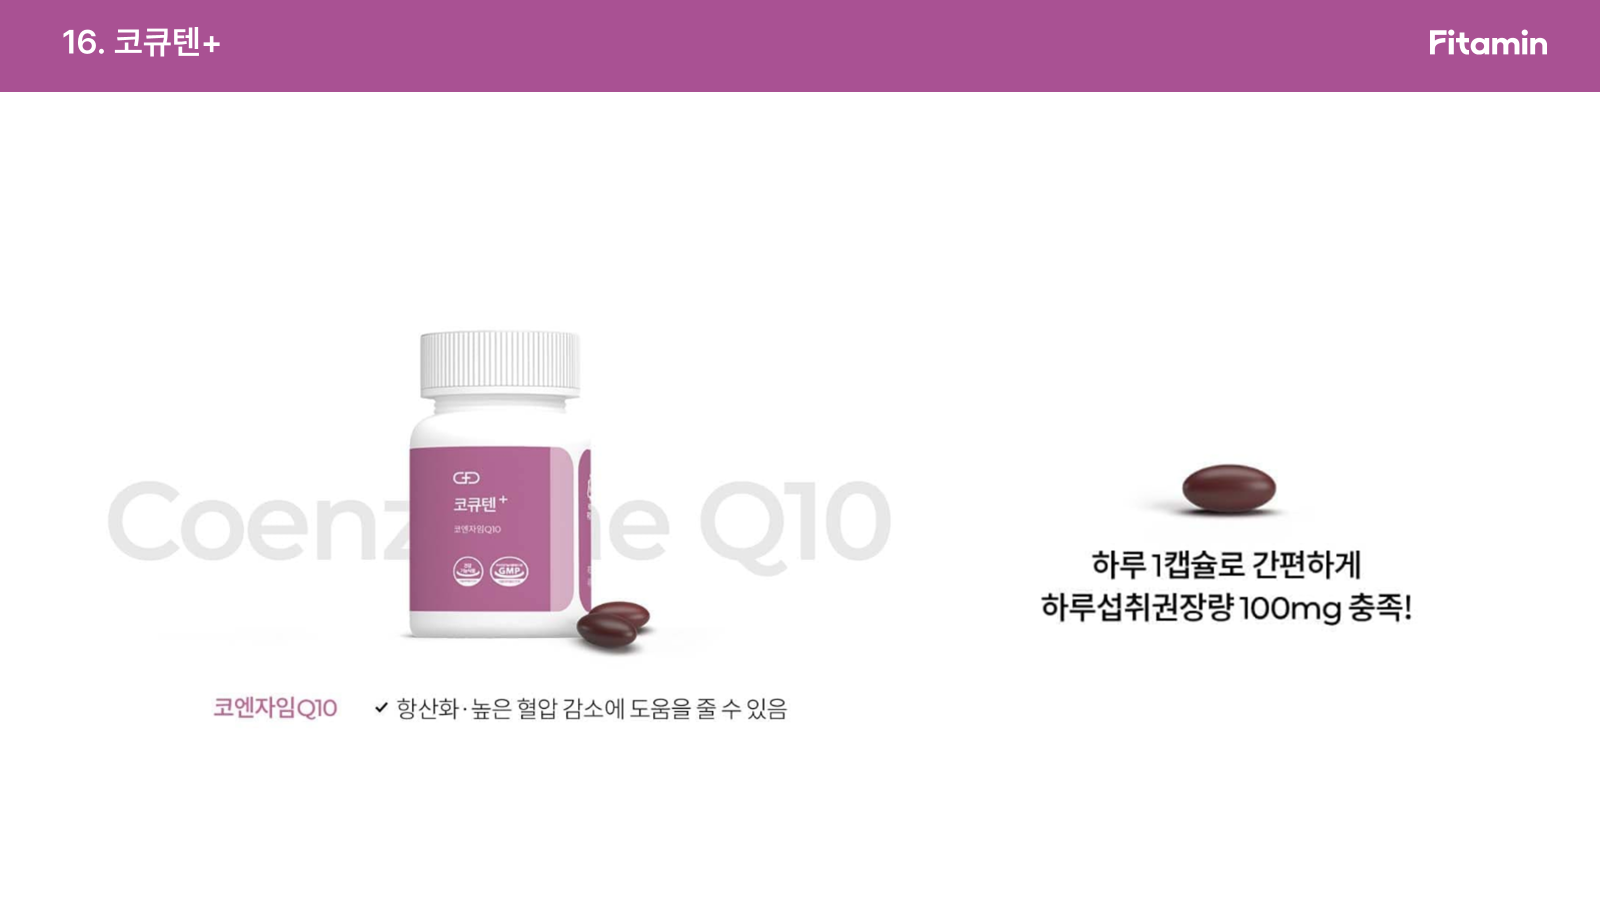 16. 코큐텐+
Fitamin
Coenz
me Q10
코큐텐+
코엔자임Q10
GMP
코엔자임Q10
✓ 항산화·높은 혈압 감소에 도움을 줄 수 있음
하루 1캡슐로 간편하게
하루섭취권장량 100mg 충족!